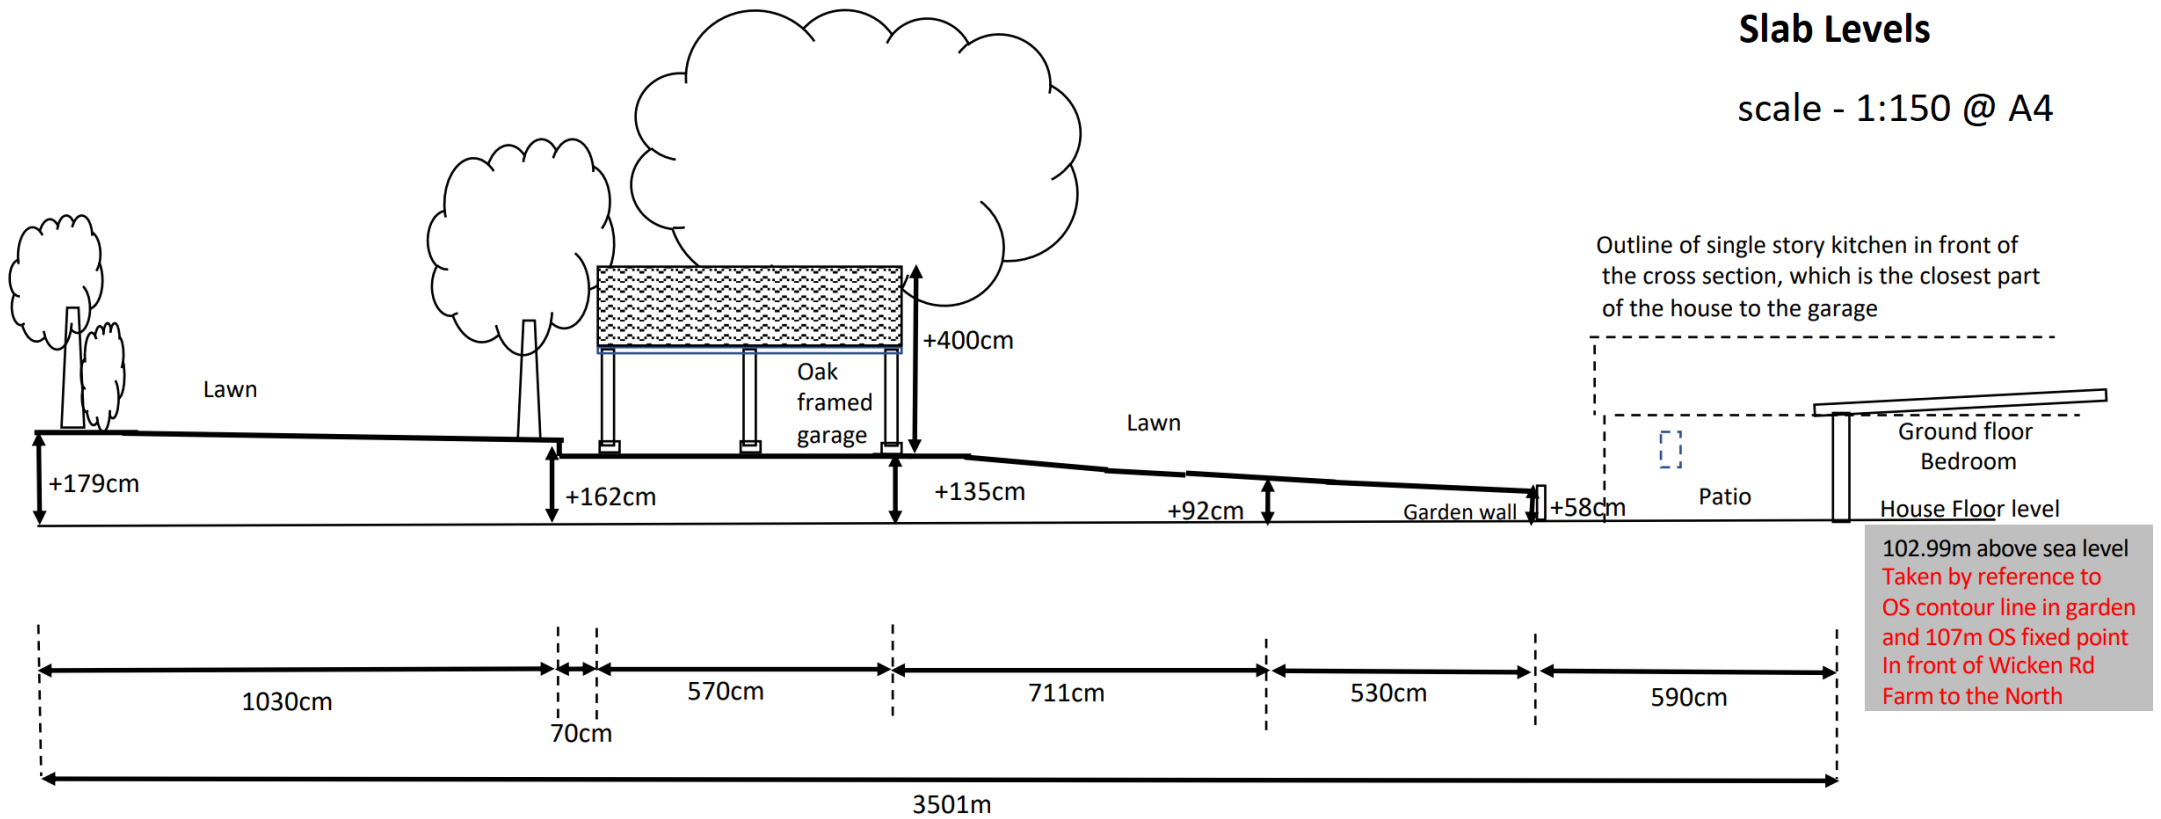 Slab Levels
scale - 1:150 @ A4
Outline of single story kitchen in front of
the cross section, which is the closest part
of the house to the garage
+400cm
Oak
framed
garage
Lawn
Lawn
Ground floor
Bedroom
+179cm
+162cm
+135cm
+92cm
Garden wall
+58cm
Patio
House Floor level
102.99m above sea level
Taken by reference to
OS contour line in garden
and 107m OS fixed point
In front of Wicken Rd
Farm to the North
1030cm
70cm
570cm
711cm
530cm
590cm
3501m